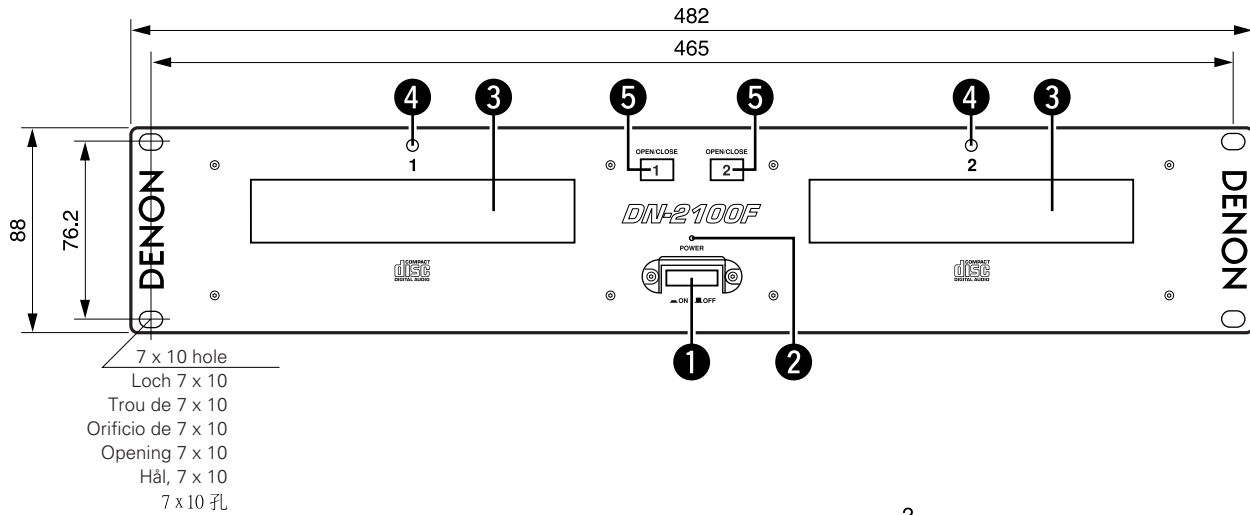 482
465
4
3
5
5
4
3
OPEN/CLOSE
OPEN/CLOSE
1
1
2
2
DENON
DN-2100F
DENON
88
76.2
POWER
COMPACT
disc
DIGITAL AUDIO
COMPACT
disc
DIGITAL AUDIO
ON
OFF
1
2
7 x 10 hole
Loch 7 x 10
Trou de 7 x 10
Orificio de 7 x 10
Opening 7 x 10
Hål, 7 x 10
7 x 10 孔